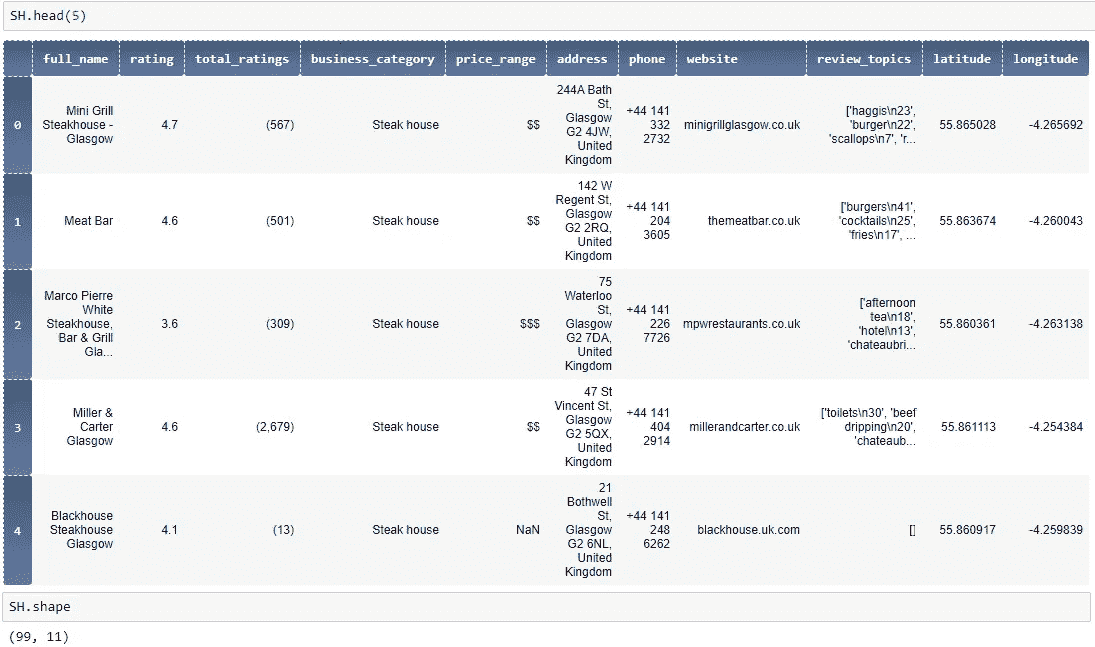 SH.head(5)
full_name rating total_ratings business_category price_range address phone website review_topics latitude longitude
0 Mini Grill Steakhouse - Glasgow 4.7 (567) Steak house $$ 244A Bath St, Glasgow G2 4JW, United Kingdom +44 141 332 2732 minigrillglasgow.co.uk ['haggis\n23', 'burger\n22', 'scallops\n7', 'r... 55.865028 -4.265692
1 Meat Bar 4.6 (501) Steak house $$ 142 W Regent St, Glasgow G2 2RQ, United Kingdom +44 141 204 3605 themeatbar.co.uk ['burgers\n41', 'cocktails\n25', 'fries\n17', ... 55.863674 -4.260043
2 Marco Pierre White Steakhouse, Bar & Grill Gla... 3.6 (309) Steak house $$$ 75 Waterloo St, Glasgow G2 7DA, United Kingdom +44 141 226 7726 mpwrestaurants.co.uk ['afternoon tea\n18', 'hotel\n13', 'chateaubri... 55.860361 -4.263138
3 Miller & Carter Glasgow 4.6 (2,679) Steak house $$ 47 St Vincent St, Glasgow G2 5QX, United Kingdom +44 141 404 2914 millerandcarter.co.uk ['toilets\n30', 'beef dripping\n20', 'chateaub... 55.861113 -4.254384
4 Blackhouse Steakhouse Glasgow 4.1 (13) Steak house NaN 21 Bothwell St, Glasgow G2 6NL, United Kingdom +44 141 248 6262 blackhouse.uk.com [] 55.860917 -4.259839
SH.shape
(99, 11)